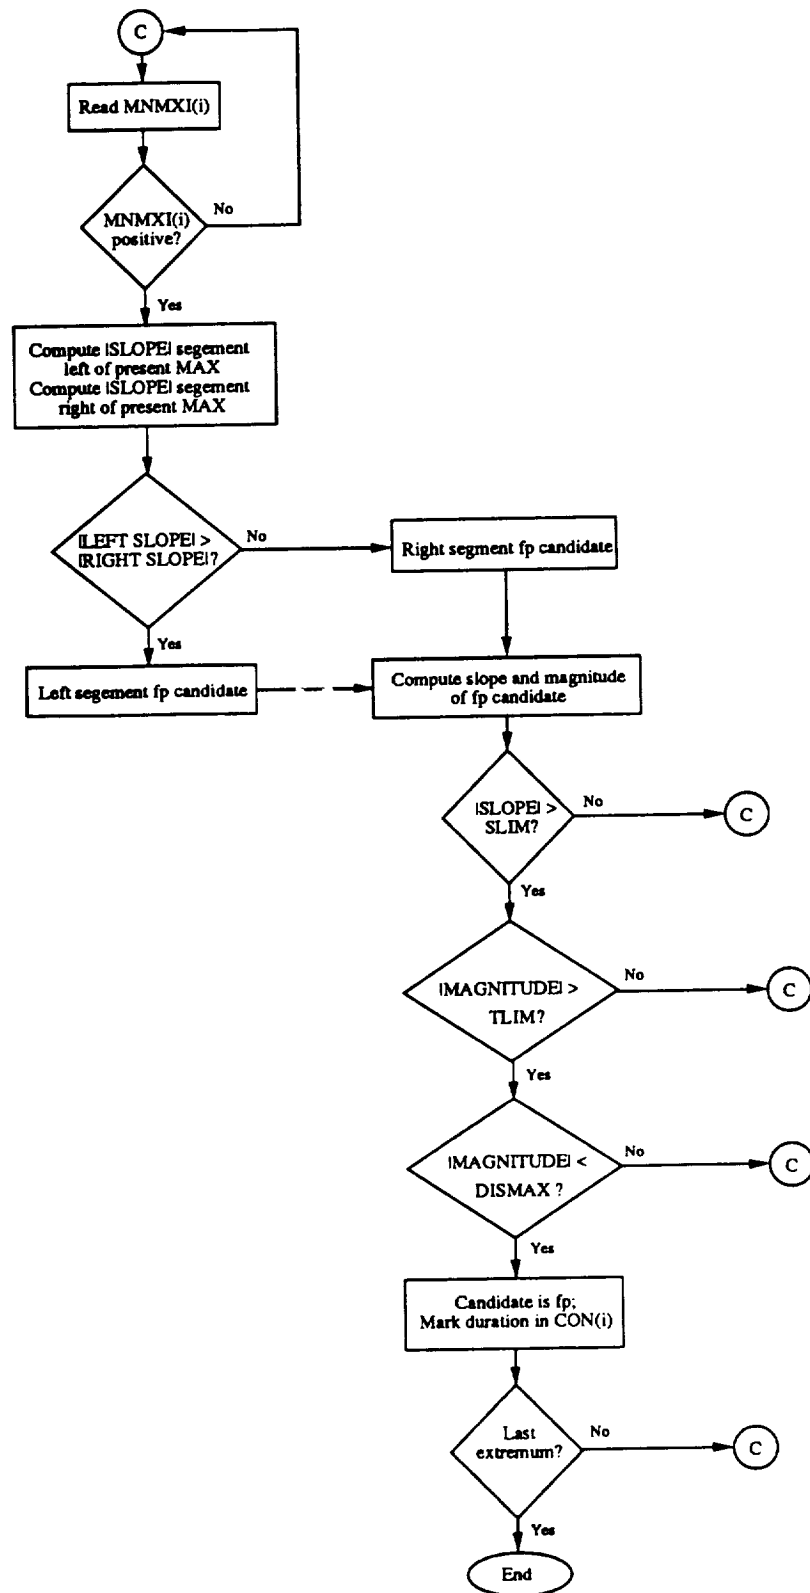 C
Read MNMXI(i)
MNMXI(i)
positive?
No
Yes
Compute |SLOPE| segement
left of present MAX
Compute |SLOPE| segement
right of present MAX
|LEFT SLOPE| >
|RIGHT SLOPE|?
No
Right segment fp candidate
Yes
Left segement fp candidate
Compute slope and magnitude
of fp candidate
|SLOPE| >
SLIM?
No
C
Yes
|MAGNITUDE| >
TLIM?
No
C
Yes
|MAGNITUDE| <
DISMAX ?
No
C
Yes
Candidate is fp;
Mark duration in CON(i)
Last
extremum?
No
C
Yes
End